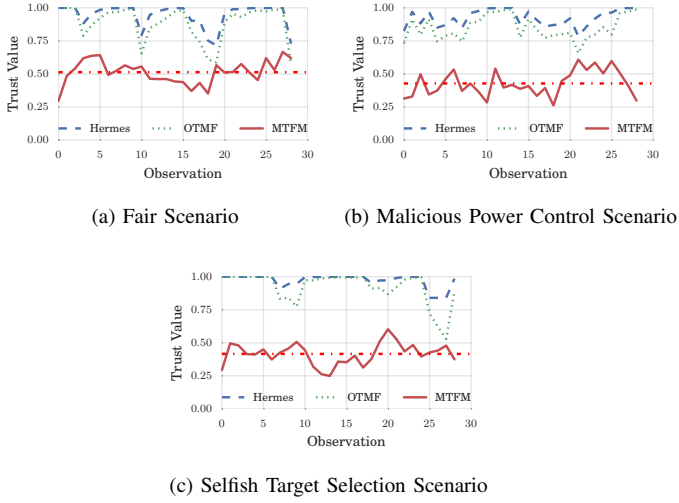 1.00
0.75
0.50
0.25
0.00
Trust Value
Hermes OTMF MTFM
0 5 10 15 20 25 30
Observation
(a) Fair Scenario
1.00
0.75
0.50
0.25
0.00
Trust Value
Hermes OTMF MTFM
0 5 10 15 20 25 30
Observation
(b) Malicious Power Control Scenario
1.00
0.75
0.50
0.25
0.00
Trust Value
Hermes OTMF MTFM
0 5 10 15 20 25 30
Observation
(c) Selfish Target Selection Scenario